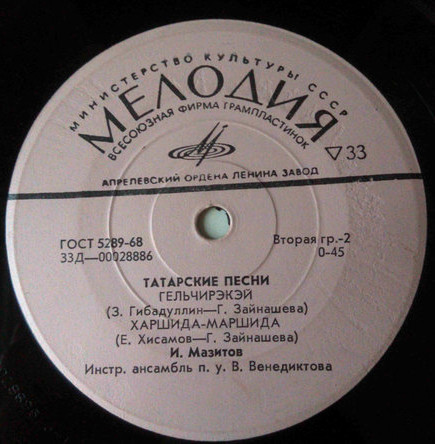 МИНИСТЕРСТВО КУЛЬТУРЫ СССР
МЕЛОДИЯ
ВСЕСОЮЗНАЯ ФИРМА ГРАМПЛАСТИНОК
▽33
АПРЕЛЕВСКИЙ ОРДЕНА ЛЕНИНА ЗАВОД
ГОСТ 5289-68
33Д—00028886
Вторая гр.-2
0-45
ТАТАРСКИЕ ПЕСНИ
ГЕЛЬЧИРЭКЭЙ
(З. Гибадуллин—Г. Зайнашева)
ХАРШИДА-МАРШИДА
(Е. Хисамов—Г. Зайнашева)
И. Мазитов
Инстр. ансамбль п. у. В. Венедиктова